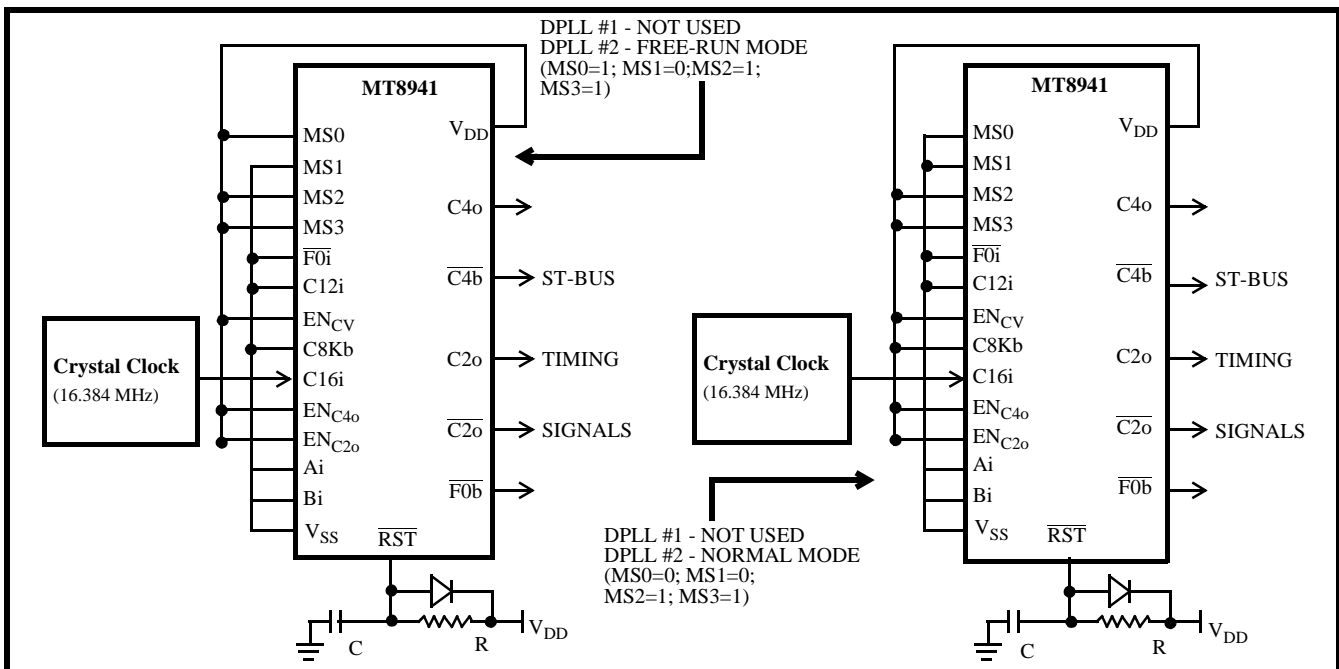 DPLL #1 - NOT USED
DPLL #2 - FREE-RUN MODE
(MS0=1; MS1=0;MS2=1;
MS3=1)
MT8941
MS0
MS1
MS2
MS3
F0i
C12i
ENCV
C8Kb
C16i
ENC4o
ENC2o
Ai
Bi
VSS
RST
VDD
C4o
C4b
C2o
C2o
F0b
ST-BUS
TIMING
SIGNALS
Crystal Clock
(16.384 MHz)
C
R
VDD
MT8941
MS0
MS1
MS2
MS3
F0i
C12i
ENCV
C8Kb
C16i
ENC4o
ENC2o
Ai
Bi
VSS
RST
VDD
C4o
C4b
C2o
C2o
F0b
ST-BUS
TIMING
SIGNALS
Crystal Clock
(16.384 MHz)
DPLL #1 - NOT USED
DPLL #2 - NORMAL MODE
(MS0=0; MS1=0;
MS2=1; MS3=1)
C
R
VDD